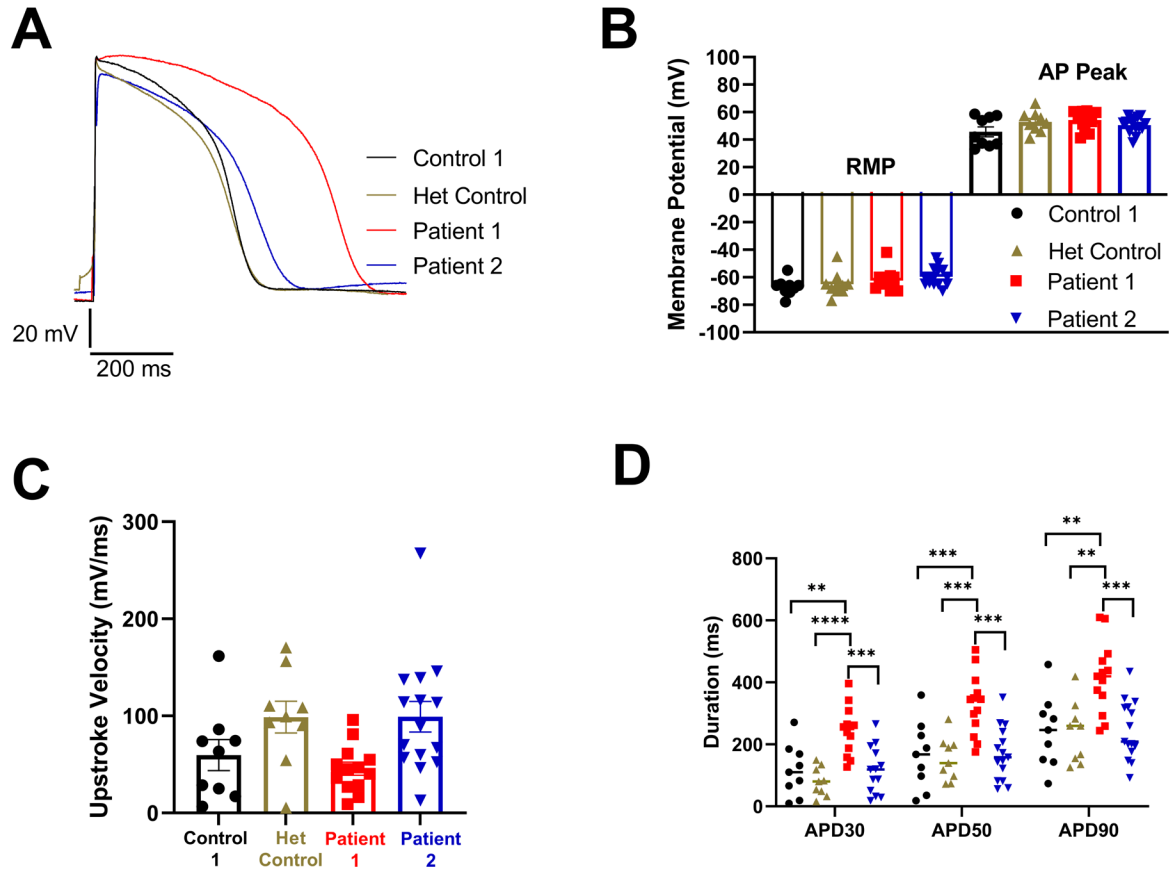 A
Control 1
Het Control
Patient 1
Patient 2
20 mV
200 ms
B
Membrane Potential (mV)
100
80
60
40
20
0
-20
-40
-60
-80
-100
RMP
AP Peak
Control 1
Het Control
Patient 1
Patient 2
C
Upstroke Velocity (mV/ms)
300
200
100
0
Control
1
Het
Control
Patient
1
Patient
2
D
Duration (ms)
800
600
400
200
0
**
****
***
***
***
***
**
**
***
APD30
APD50
APD90